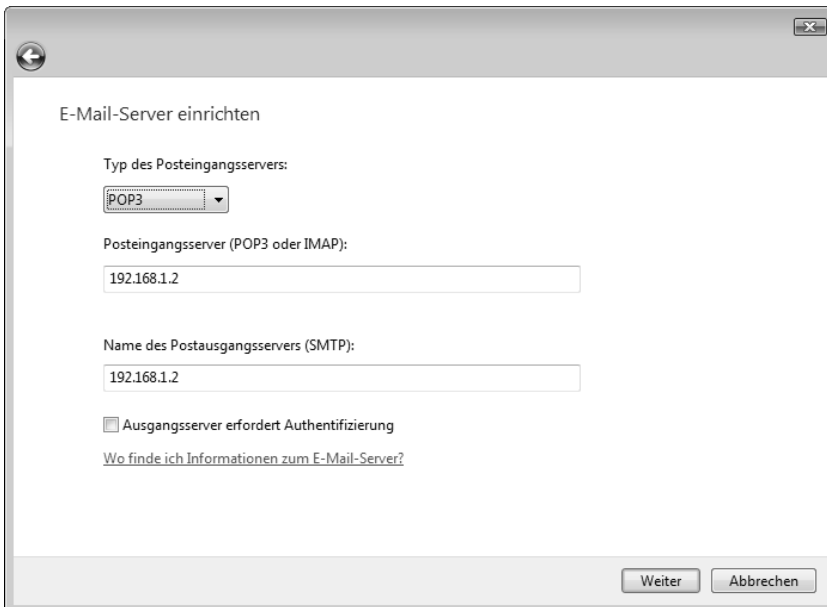 E-Mail-Server einrichten
Typ des Posteingangsservers:
POP3
Posteingangsserver (POP3 oder IMAP):
192.168.1.2
Name des Postausgangsservers (SMTP):
192.168.1.2
Ausgangsserver erfordert Authentifizierung
Wo finde ich Informationen zum E-Mail-Server?
Weiter
Abbrechen